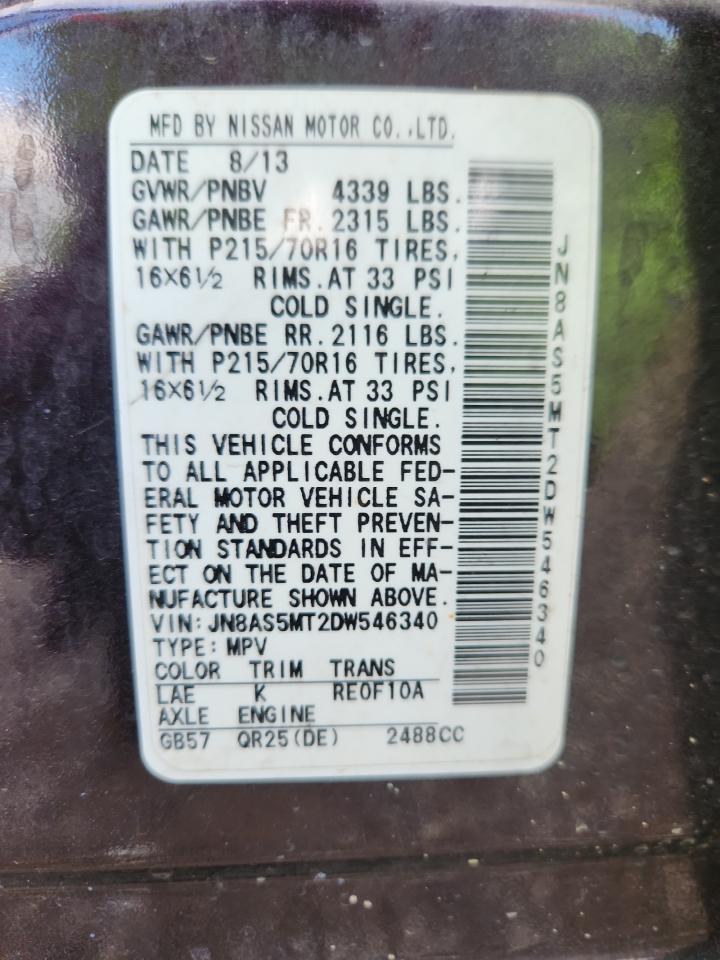 MFD BY NISSAN MOTOR CO.,LTD.
DATE 8/13
GVWR/PNBV 4339 LBS.
GAWR/PNBE FR.2315 LBS.
WITH P215/70R16 TIRES,
16X6½ RIMS.AT 33 PSI
COLD SINGLE.
GAWR/PNBE RR.2116 LBS.
WITH P215/70R16 TIRES,
16X6½ RIMS.AT 33 PSI
COLD SINGLE.
THIS VEHICLE CONFORMS
TO ALL APPLICABLE FED-
ERAL MOTOR VEHICLE SA-
FETY AND THEFT PREVEN-
TION STANDARDS IN EFF-
ECT ON THE DATE OF MA-
NUFACTURE SHOWN ABOVE.
VIN:JN8AS5MT2DW546340
TYPE:MPV
COLOR TRIM TRANS
LAE K RE0F10A
AXLE ENGINE
GB57 QR25(DE) 2488CC
JN8AS5MT2DW546340